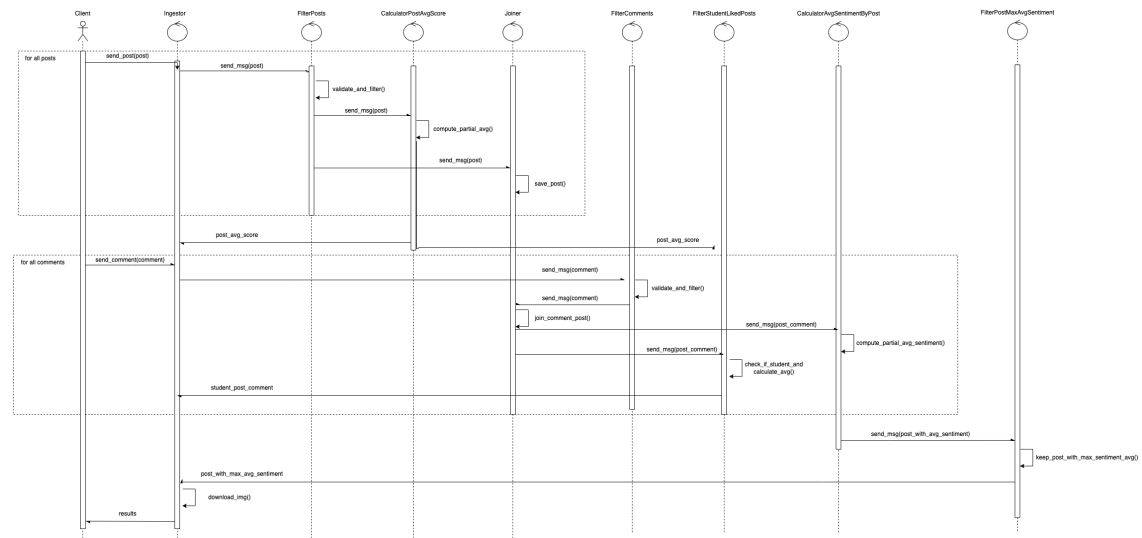 Client
Ingestor
FilterPosts
CalculatorPostAvgScore
Joiner
FilterComments
FilterStudentLikedPosts
CalculatorAvgSentimentByPost
FilterPostMaxAvgSentiment
for all posts
send_post(post)
send_msg(post)
validate_and_filter()
send_msg(post)
compute_partial_avg()
send_msg(post)
save_post()
post_avg_score
post_avg_score
for all comments
send_comment(comment)
send_msg(comment)
validate_and_filter()
send_msg(comment)
join_comment_post()
send_msg(post_comment)
compute_partial_avg_sentiment()
send_msg(post_comment)
check_if_student_and
calculate_avg()
student_post_comment
send_msg(post_with_avg_sentiment)
keep_post_with_max_sentiment_avg()
post_with_max_avg_sentiment
download_img()
results